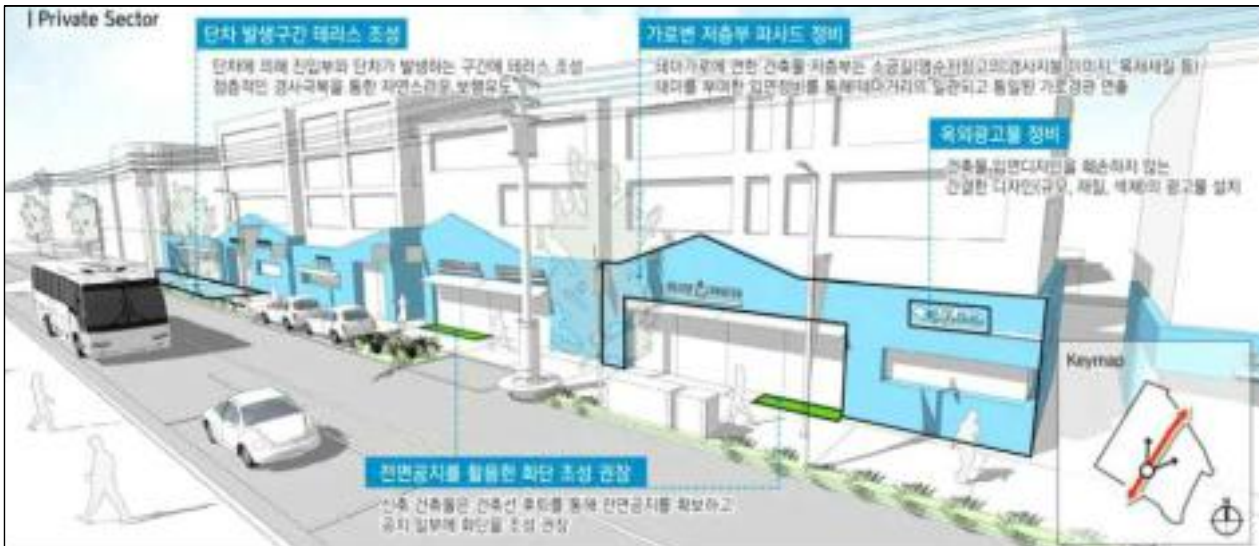 | Private Sector
단차 발생구간 테라스 조성
단차에 의해 진입부와 단차가 발생하는 구간에 테라스 조성
점층적인 경사극복을 통한 자연스러운 보행유도
가로변 저층부 파사드 정비
테마가로에 면한 건축물 저층부는 소금길 이미지, 목재재질 등)
테마를 부여한 입면정비를 통해 테마거리의 일관되고 통일된 가로경관 연출
옥외광고물 정비
건축물 입면디자인을 훼손하지 않는
간결한 디자인(규모, 재질, 색채)의 광고물 설치
Keymap
전면공지를 활용한 화단 조성 권장
신축 건축물은 건축선 후퇴를 통해 전면공지를 확보하고
공지 일부에 화단을 조성 권장
N